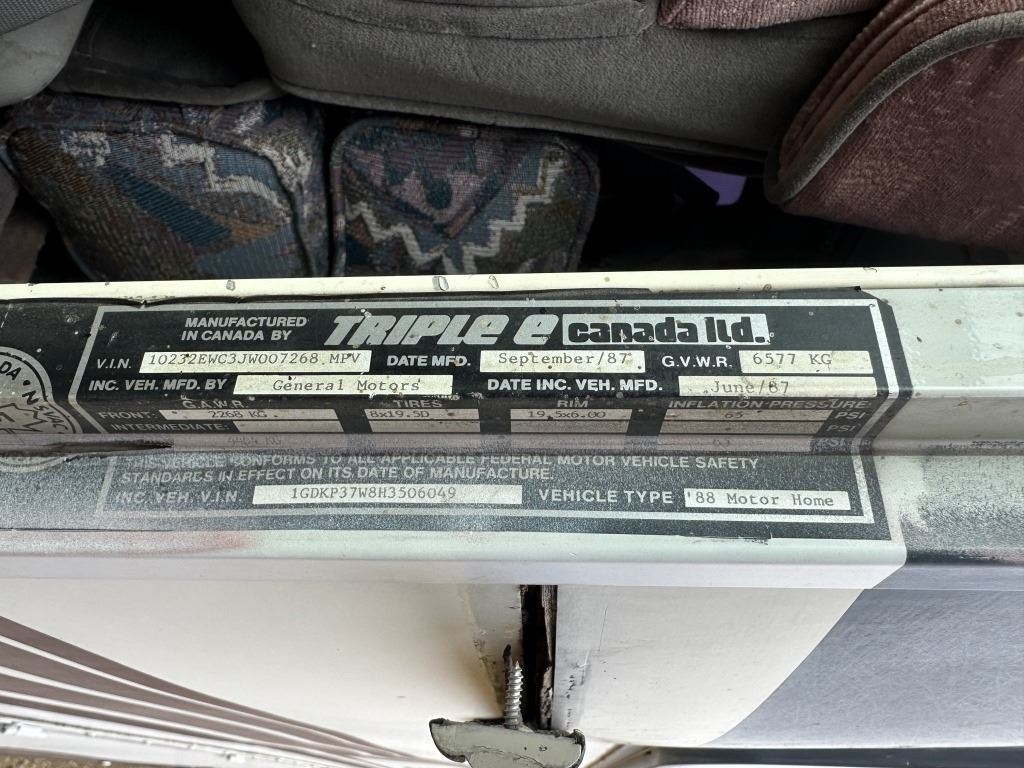 MANUFACTURED IN CANADA BY TRIPLE E canada ltd.
V.I.N. 10232EWC3JW007268 MPV DATE MFD. September/87 G.V.W.R. 6577 KG
INC. VEH. MFD. BY General Motors DATE INC. VEH. MFD. June/87
G.A.W.R. TIRES RIM INFLATION PRESSURE
FRONT: 2268 KG 8x19.5D 19.5x6.00 65 PSI
INTERMEDIATE: PSI
PSI
THIS VEHICLE CONFORMS TO ALL APPLICABLE FEDERAL MOTOR VEHICLE SAFETY
STANDARDS IN EFFECT ON ITS DATE OF MANUFACTURE.
INC. VEH. V.I.N. 1GDKP37W8H3506049 VEHICLE TYPE '88 Motor Home